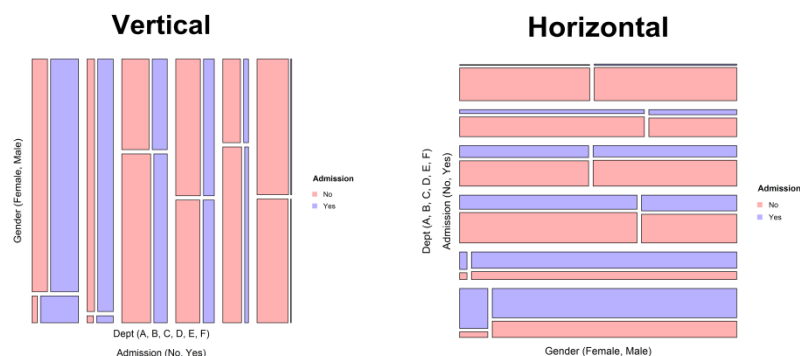 Vertical
Gender (Female, Male)
Admission
No
Yes
Dept (A, B, C, D, E, F)
Admission (No, Yes)
Horizontal
Dept (A, B, C, D, E, F)
Admission (No, Yes)
Admission
No
Yes
Gender (Female, Male)